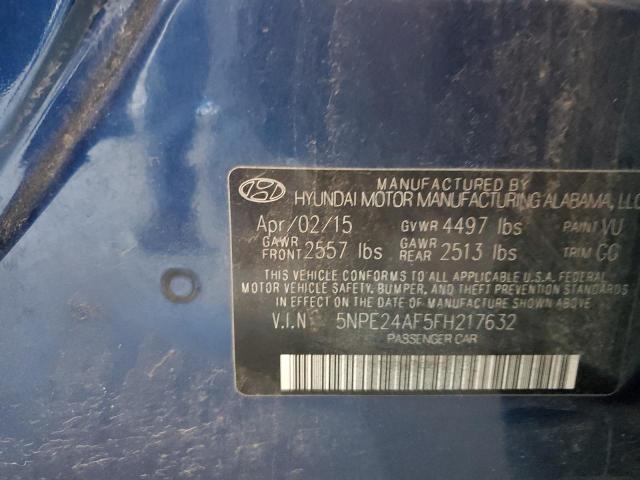 MANUFACTURED BY
HYUNDAI MOTOR MANUFACTURING ALABAMA, LLC
Apr/02/15 GVWR 4497 lbs PAINT VU
GAWR FRONT 2557 lbs GAWR REAR 2513 lbs TRIM GG
THIS VEHICLE CONFORMS TO ALL APPLICABLE U.S.A. FEDERAL
MOTOR VEHICLE SAFETY, BUMPER, AND THEFT PREVENTION STANDARDS
IN EFFECT ON THE DATE OF MANUFACTURE SHOWN ABOVE.
V.I.N 5NPE24AF5FH217632
PASSENGER CAR